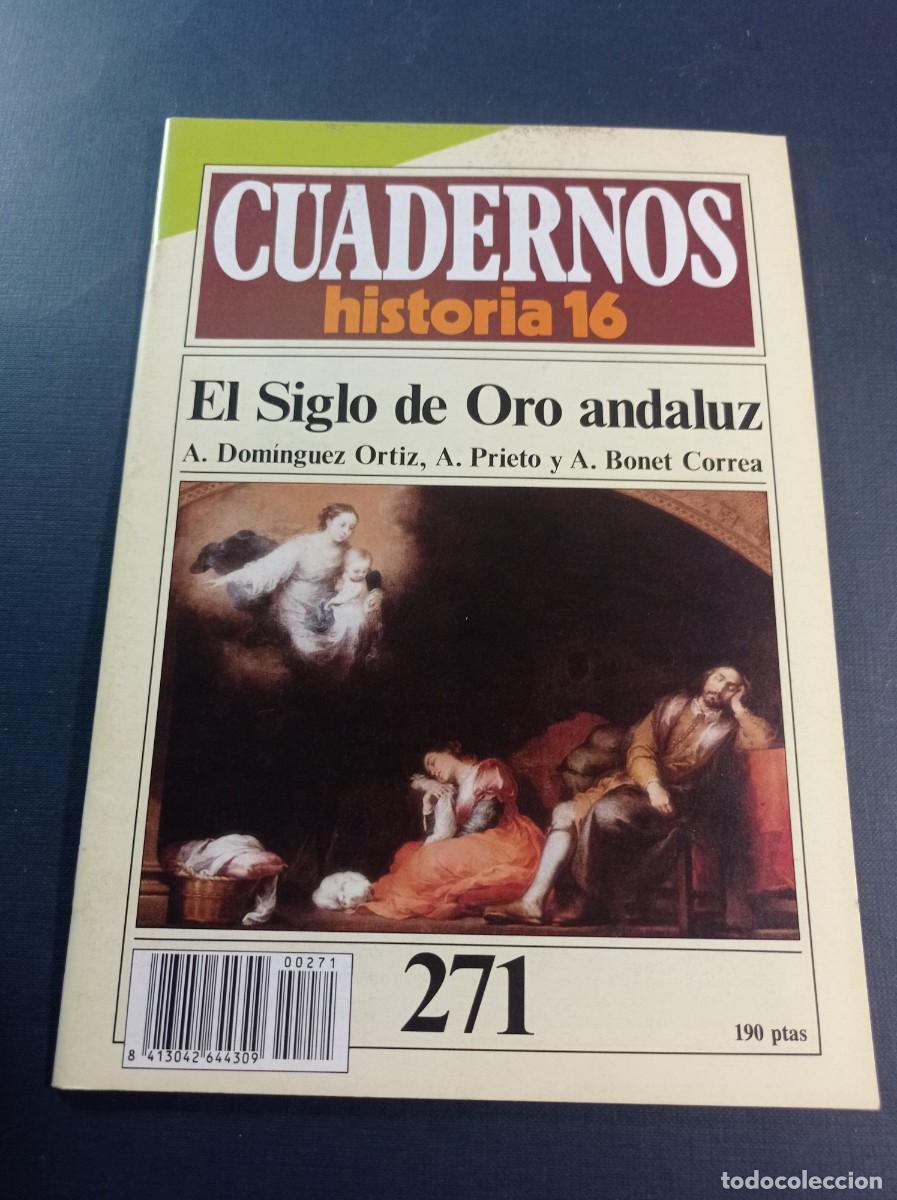 CUADERNOS
historia 16
El Siglo de Oro andaluz
A. Domínguez Ortiz, A. Prieto y A. Bonet Correa
00271
8 413042 644309
271
190 ptas
todocoleccion